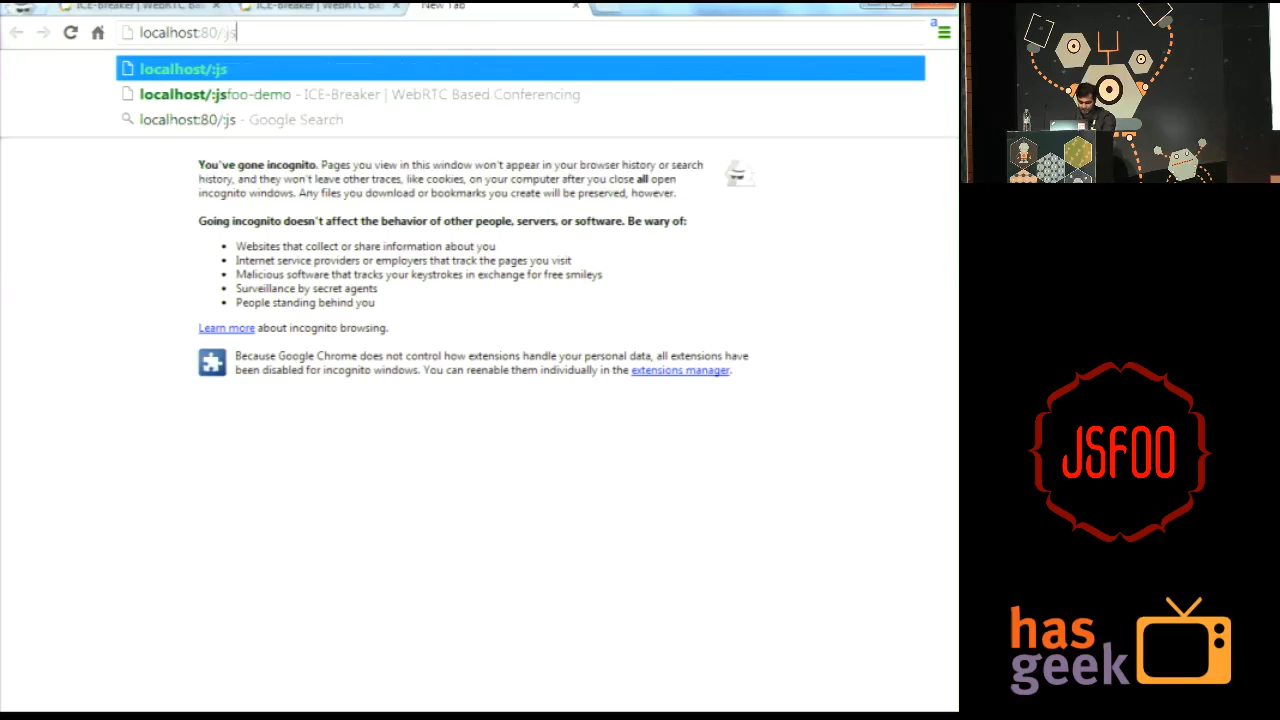 ICE-Breaker | WebRTC Ba
ICE-Breaker | WebRTC Ba
New Tab
localhost:80/:js
localhost/:js
localhost/:jsfoo-demo - ICE-Breaker | WebRTC Based Conferencing
localhost:80/:js - Google Search
You've gone incognito. Pages you view in this window won't appear in your browser history or search
history, and they won't leave other traces, like cookies, on your computer after you close all open
incognito windows. Any files you download or bookmarks you create will be preserved, however.
Going incognito doesn't affect the behavior of other people, servers, or software. Be wary of:
Websites that collect or share information about you
Internet service providers or employers that track the pages you visit
Malicious software that tracks your keystrokes in exchange for free smileys
Surveillance by secret agents
People standing behind you
Learn more about incognito browsing.
Because Google Chrome does not control how extensions handle your personal data, all extensions have
been disabled for incognito windows. You can reenable them individually in the extensions manager.
JSFOO
has
geek